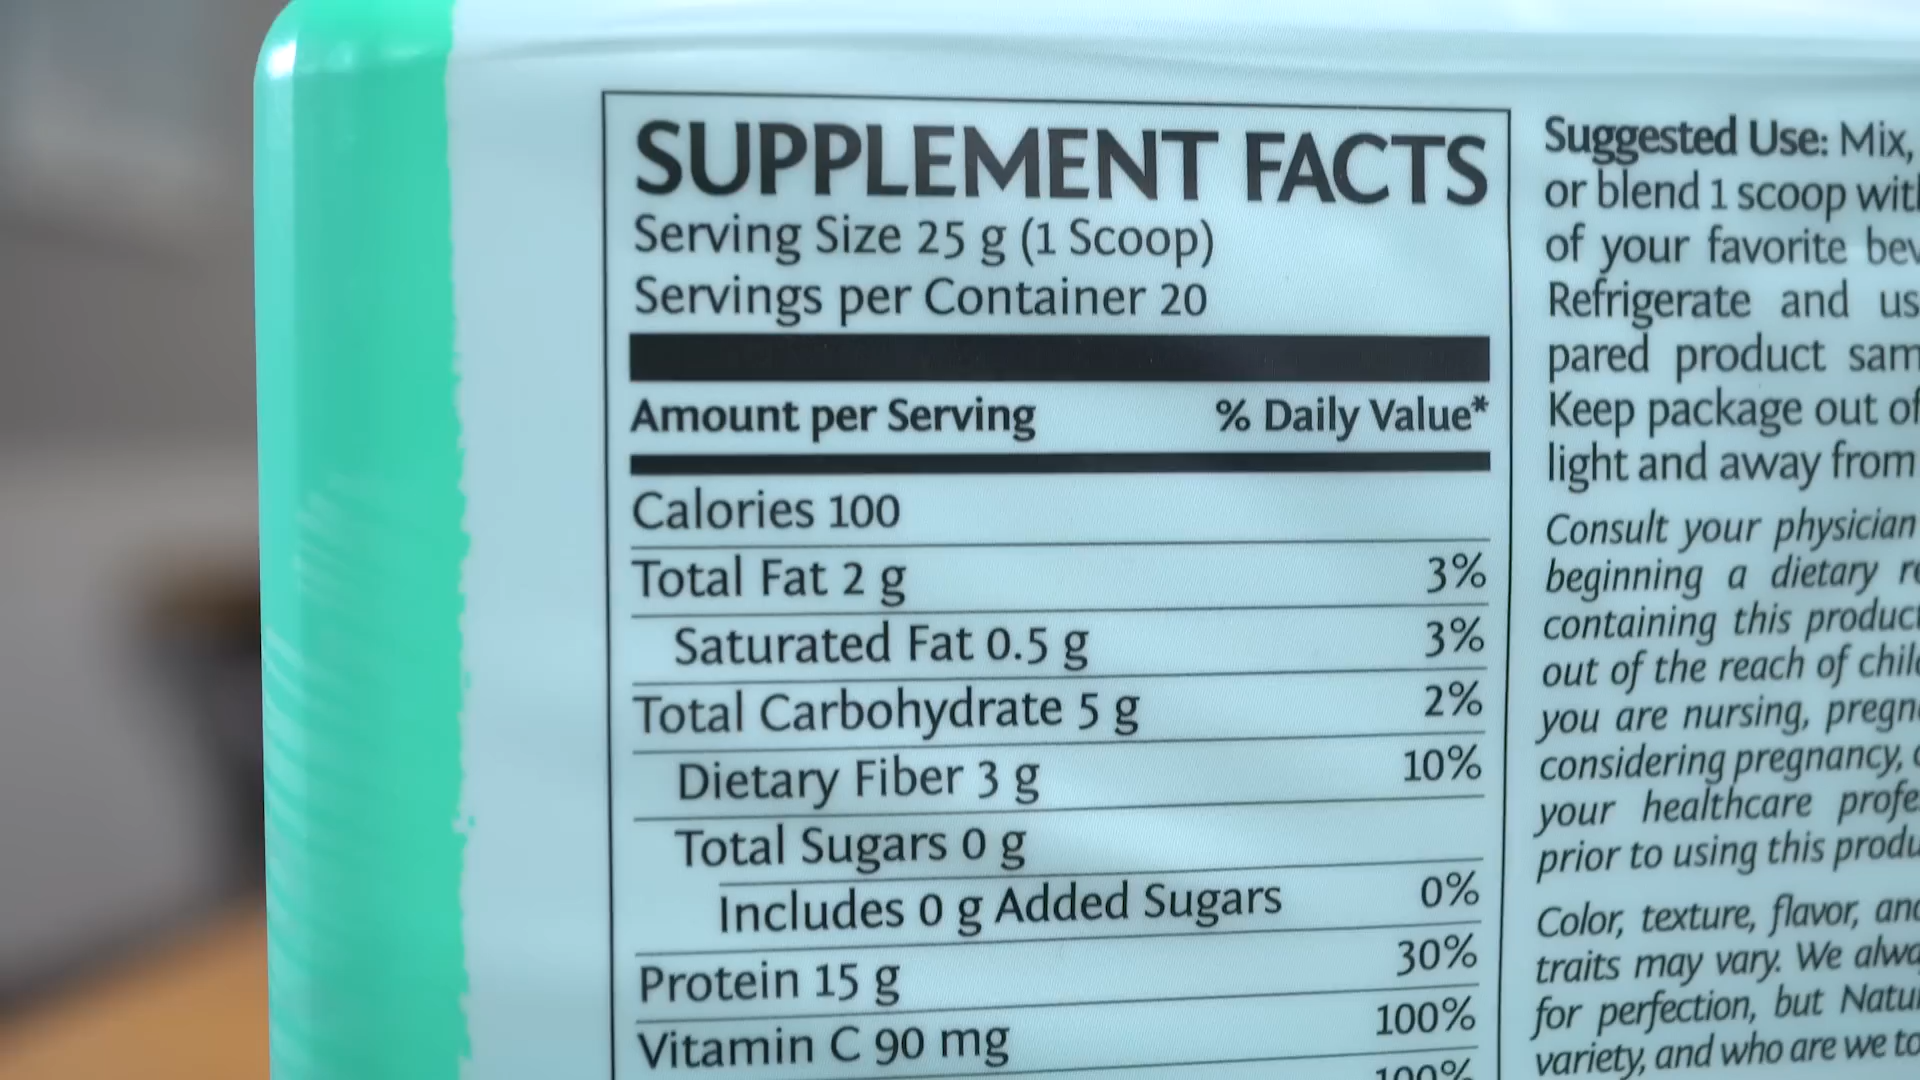 SUPPLEMENT FACTS
Serving Size 25 g (1 Scoop)
Servings per Container 20
Amount per Serving % Daily Value*
Calories 100
Total Fat 2 g 3%
Saturated Fat 0.5 g 3%
Total Carbohydrate 5 g 2%
Dietary Fiber 3 g 10%
Total Sugars 0 g
Includes 0 g Added Sugars 0%
Protein 15 g 30%
Vitamin C 90 mg 100%
100%
Suggested Use: Mix,
or blend 1 scoop with
of your favorite
Refrigerate and
product
Keep package out of
light and away from
Consult your physician
beginning a dietary
containing this product
out of the reach of
you are nursing,
considering pregnancy,
your healthcare
prior to using this
Color, texture, flavor,
traits may vary. We
for perfection, but
variety, and who are we to